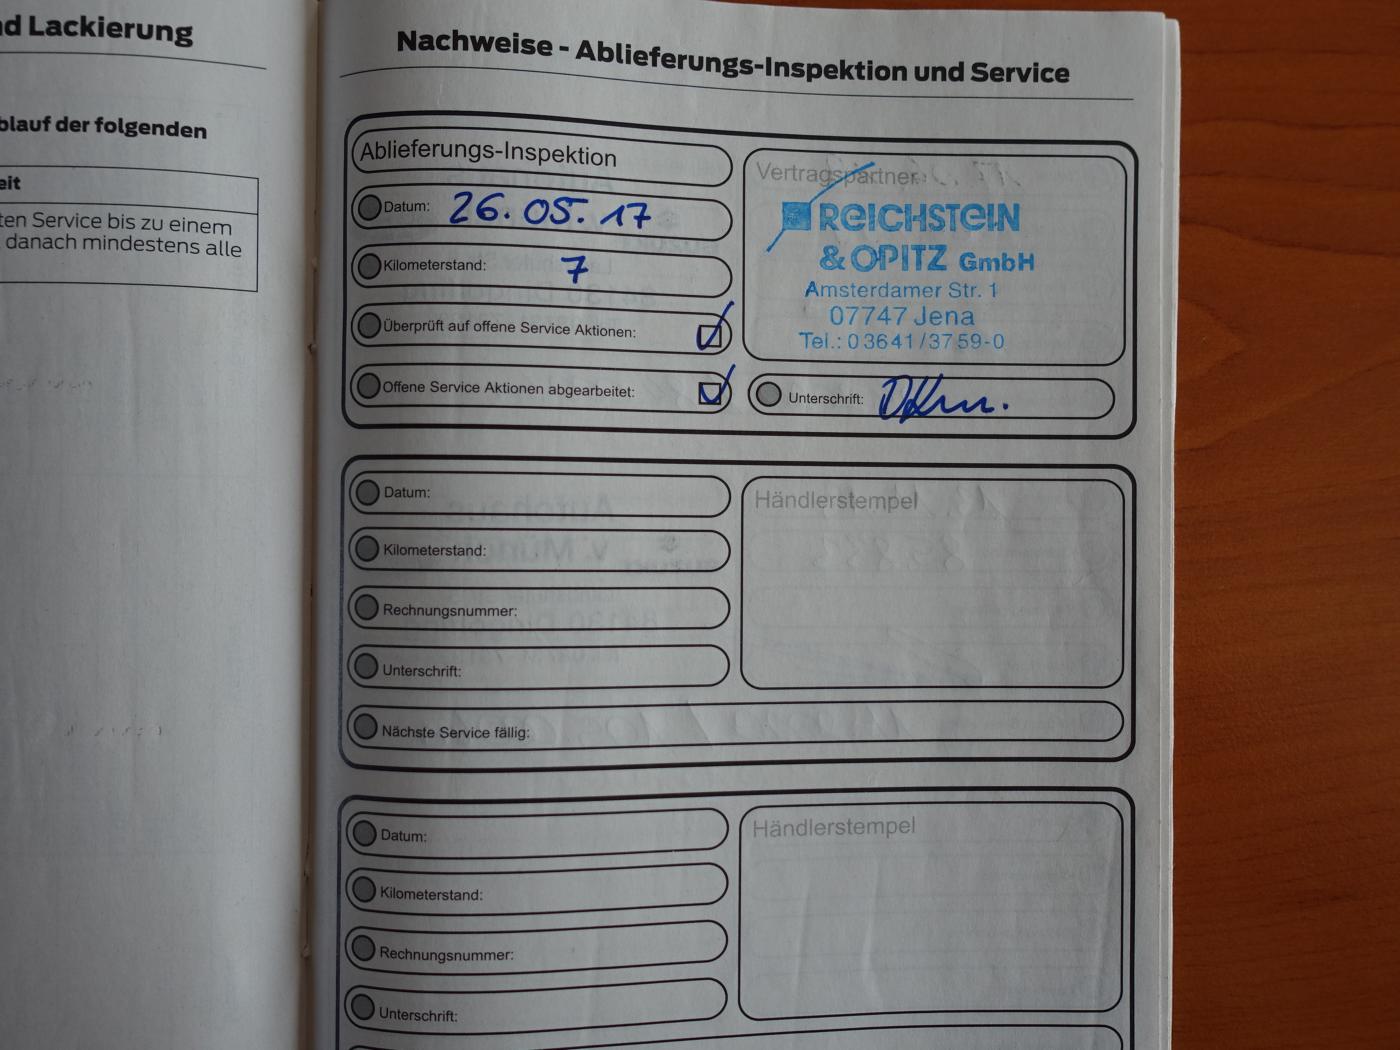 d Lackierung
blauf der folgenden
eit
ten Service bis zu einem
danach mindestens alle
Nachweise - Ablieferungs-Inspektion und Service
Ablieferungs-Inspektion
Datum: 26.05.17
Kilometerstand: 7
Überprüft auf offene Service Aktionen:
Offene Service Aktionen abgearbeitet:
Vertragspartner
REICHSTEIN
& OPITZ GmbH
Amsterdamer Str. 1
07747 Jena
Tel.: 03641/3759-0
Unterschrift:
Datum:
Kilometerstand:
Rechnungsnummer:
Unterschrift:
Nächste Service fällig:
Händlerstempel
Datum:
Kilometerstand:
Rechnungsnummer:
Unterschrift:
Händlerstempel